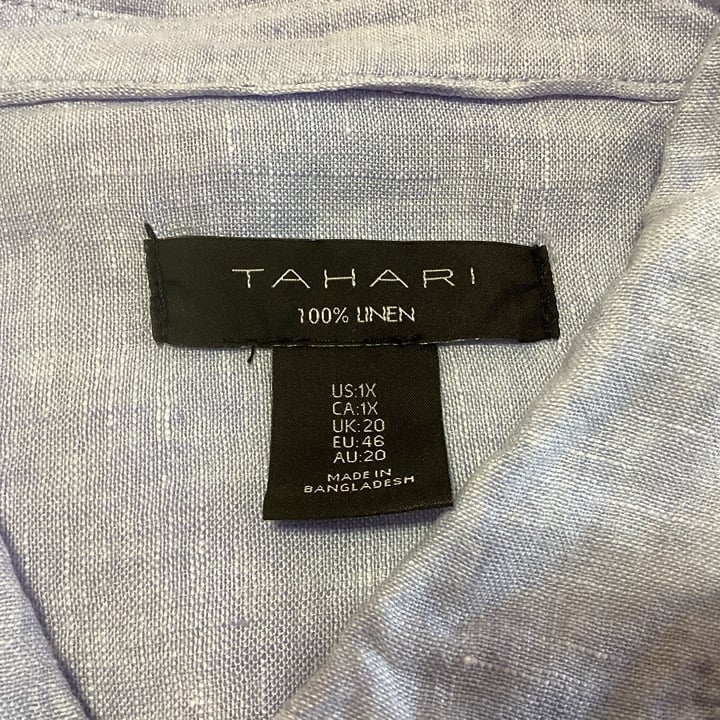 TAHARI
100% LINEN
US:1X
CA:1X
UK:20
EU:46
AU:20
MADE IN
BANGLADESH